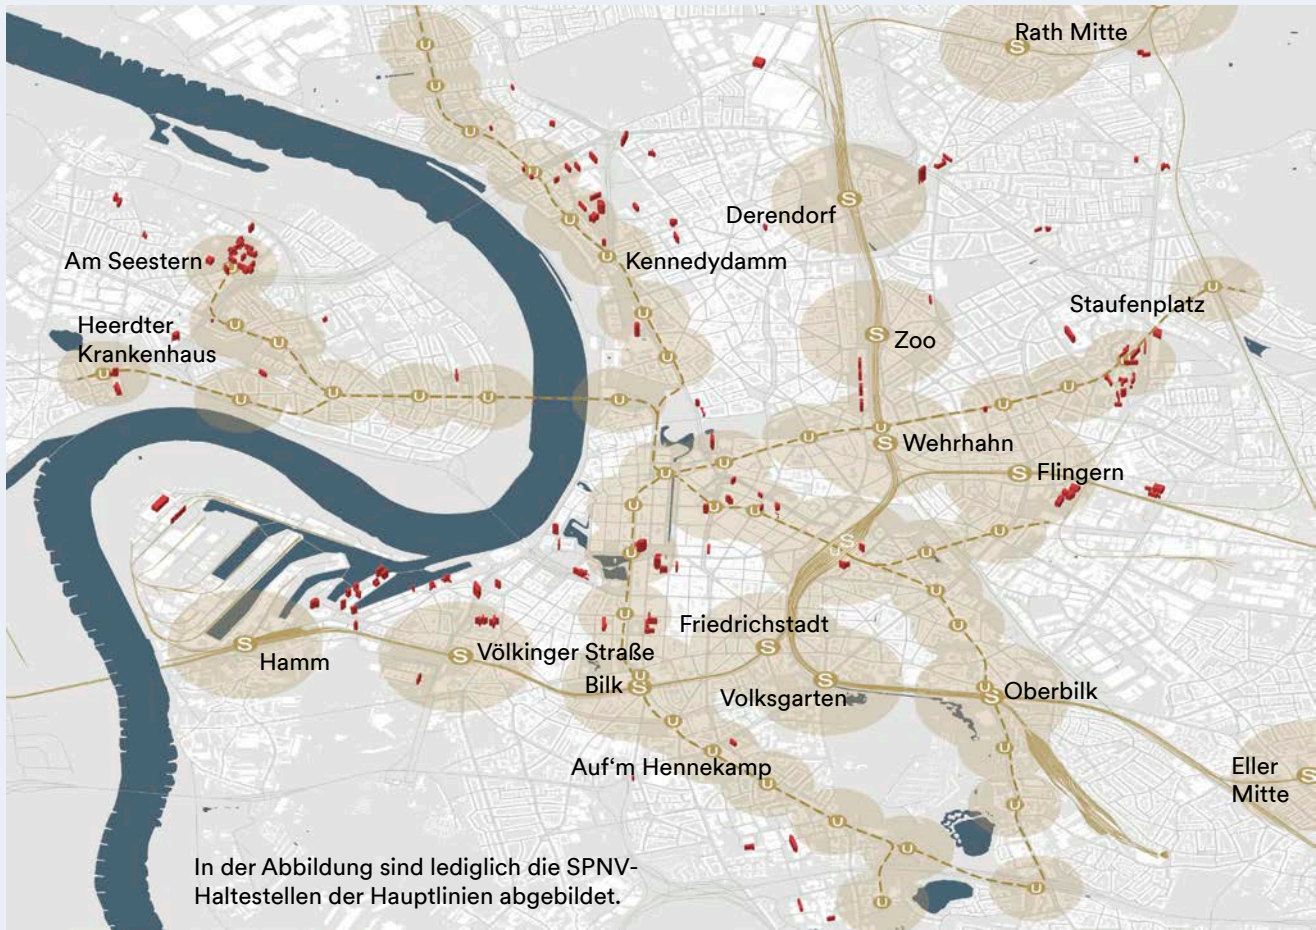 Rath Mitte
Derendorf
Kennedydamm
Am Seestern
Staufenplatz
Heerdter
Krankenhaus
Zoo
Wehrhahn
Flingern
Friedrichstadt
Hamm
Völkinger Straße
Bilk
Volksgarten
Oberbilk
Auf'm Hennekamp
Eller
Mitte
In der Abbildung sind lediglich die SPNV-
Haltestellen der Hauptlinien abgebildet.